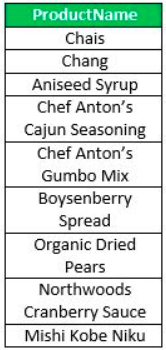 ProductName
Chais
Chang
Aniseed Syrup
Chef Anton's
Cajun Seasoning
Chef Anton's
Gumbo Mix
Boysenberry
Spread
Organic Dried
Pears
Northwoods
Cranberry Sauce
Mishi Kobe Niku